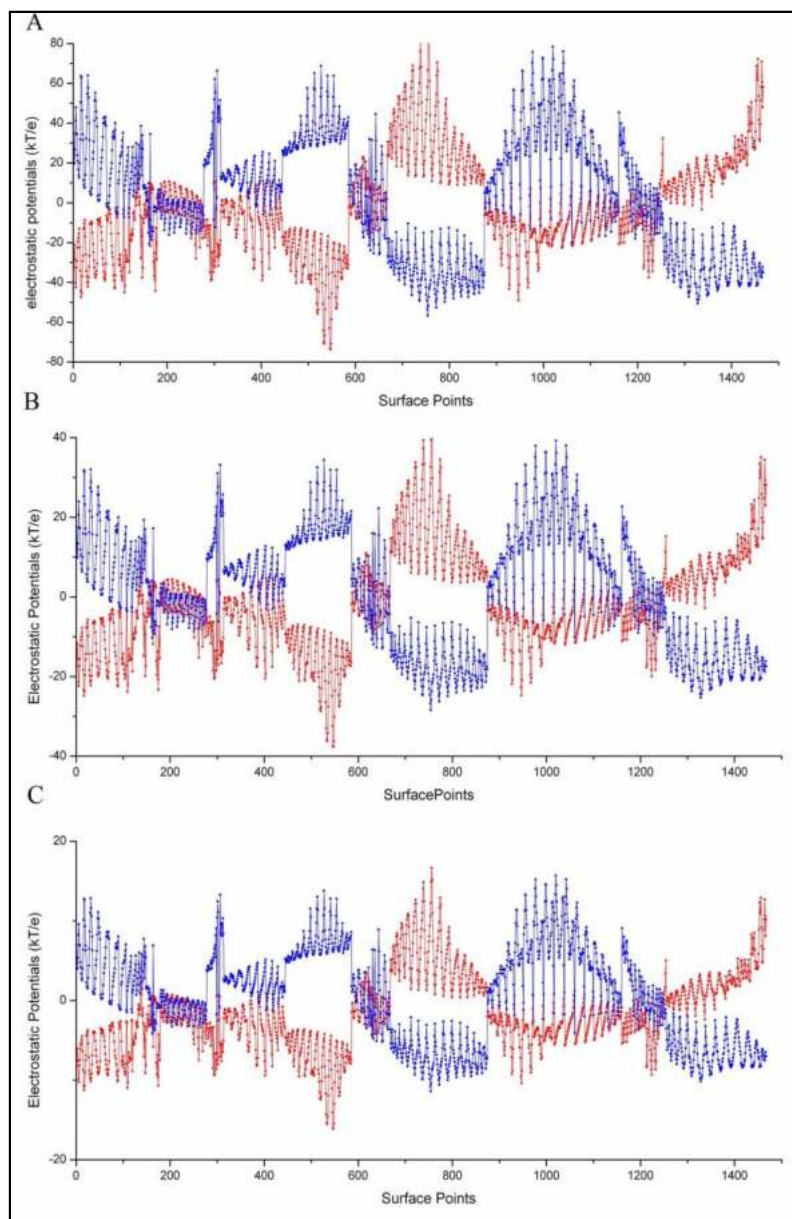 A
80
60
40
20
0
-20
-40
-60
-80
electrostatic potentials (kT/e)
0 200 400 600 800 1000 1200 1400
Surface Points
B
40
20
0
-20
-40
Electrostatic Potentials (kT/e)
0 200 400 600 800 1000 1200 1400
SurfacePoints
C
20
0
-20
Electrostatic Potentials (kT/e)
0 200 400 600 800 1000 1200 1400
Surface Points